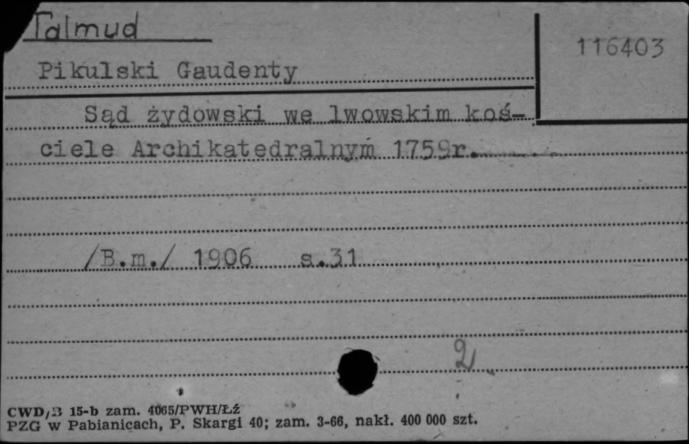 Talmud
116403
Pikulski Gaudenty
Sąd żydowski we lwowskim koś-
ciele Archikatedralnym 1759r.
/B.m./ 1906 s.31
2
CWD/3 15-b zam. 4065/PWH/Łź
PZG w Pabianicach, P. Skargi 40; zam. 3-66, nakł. 400 000 szt.